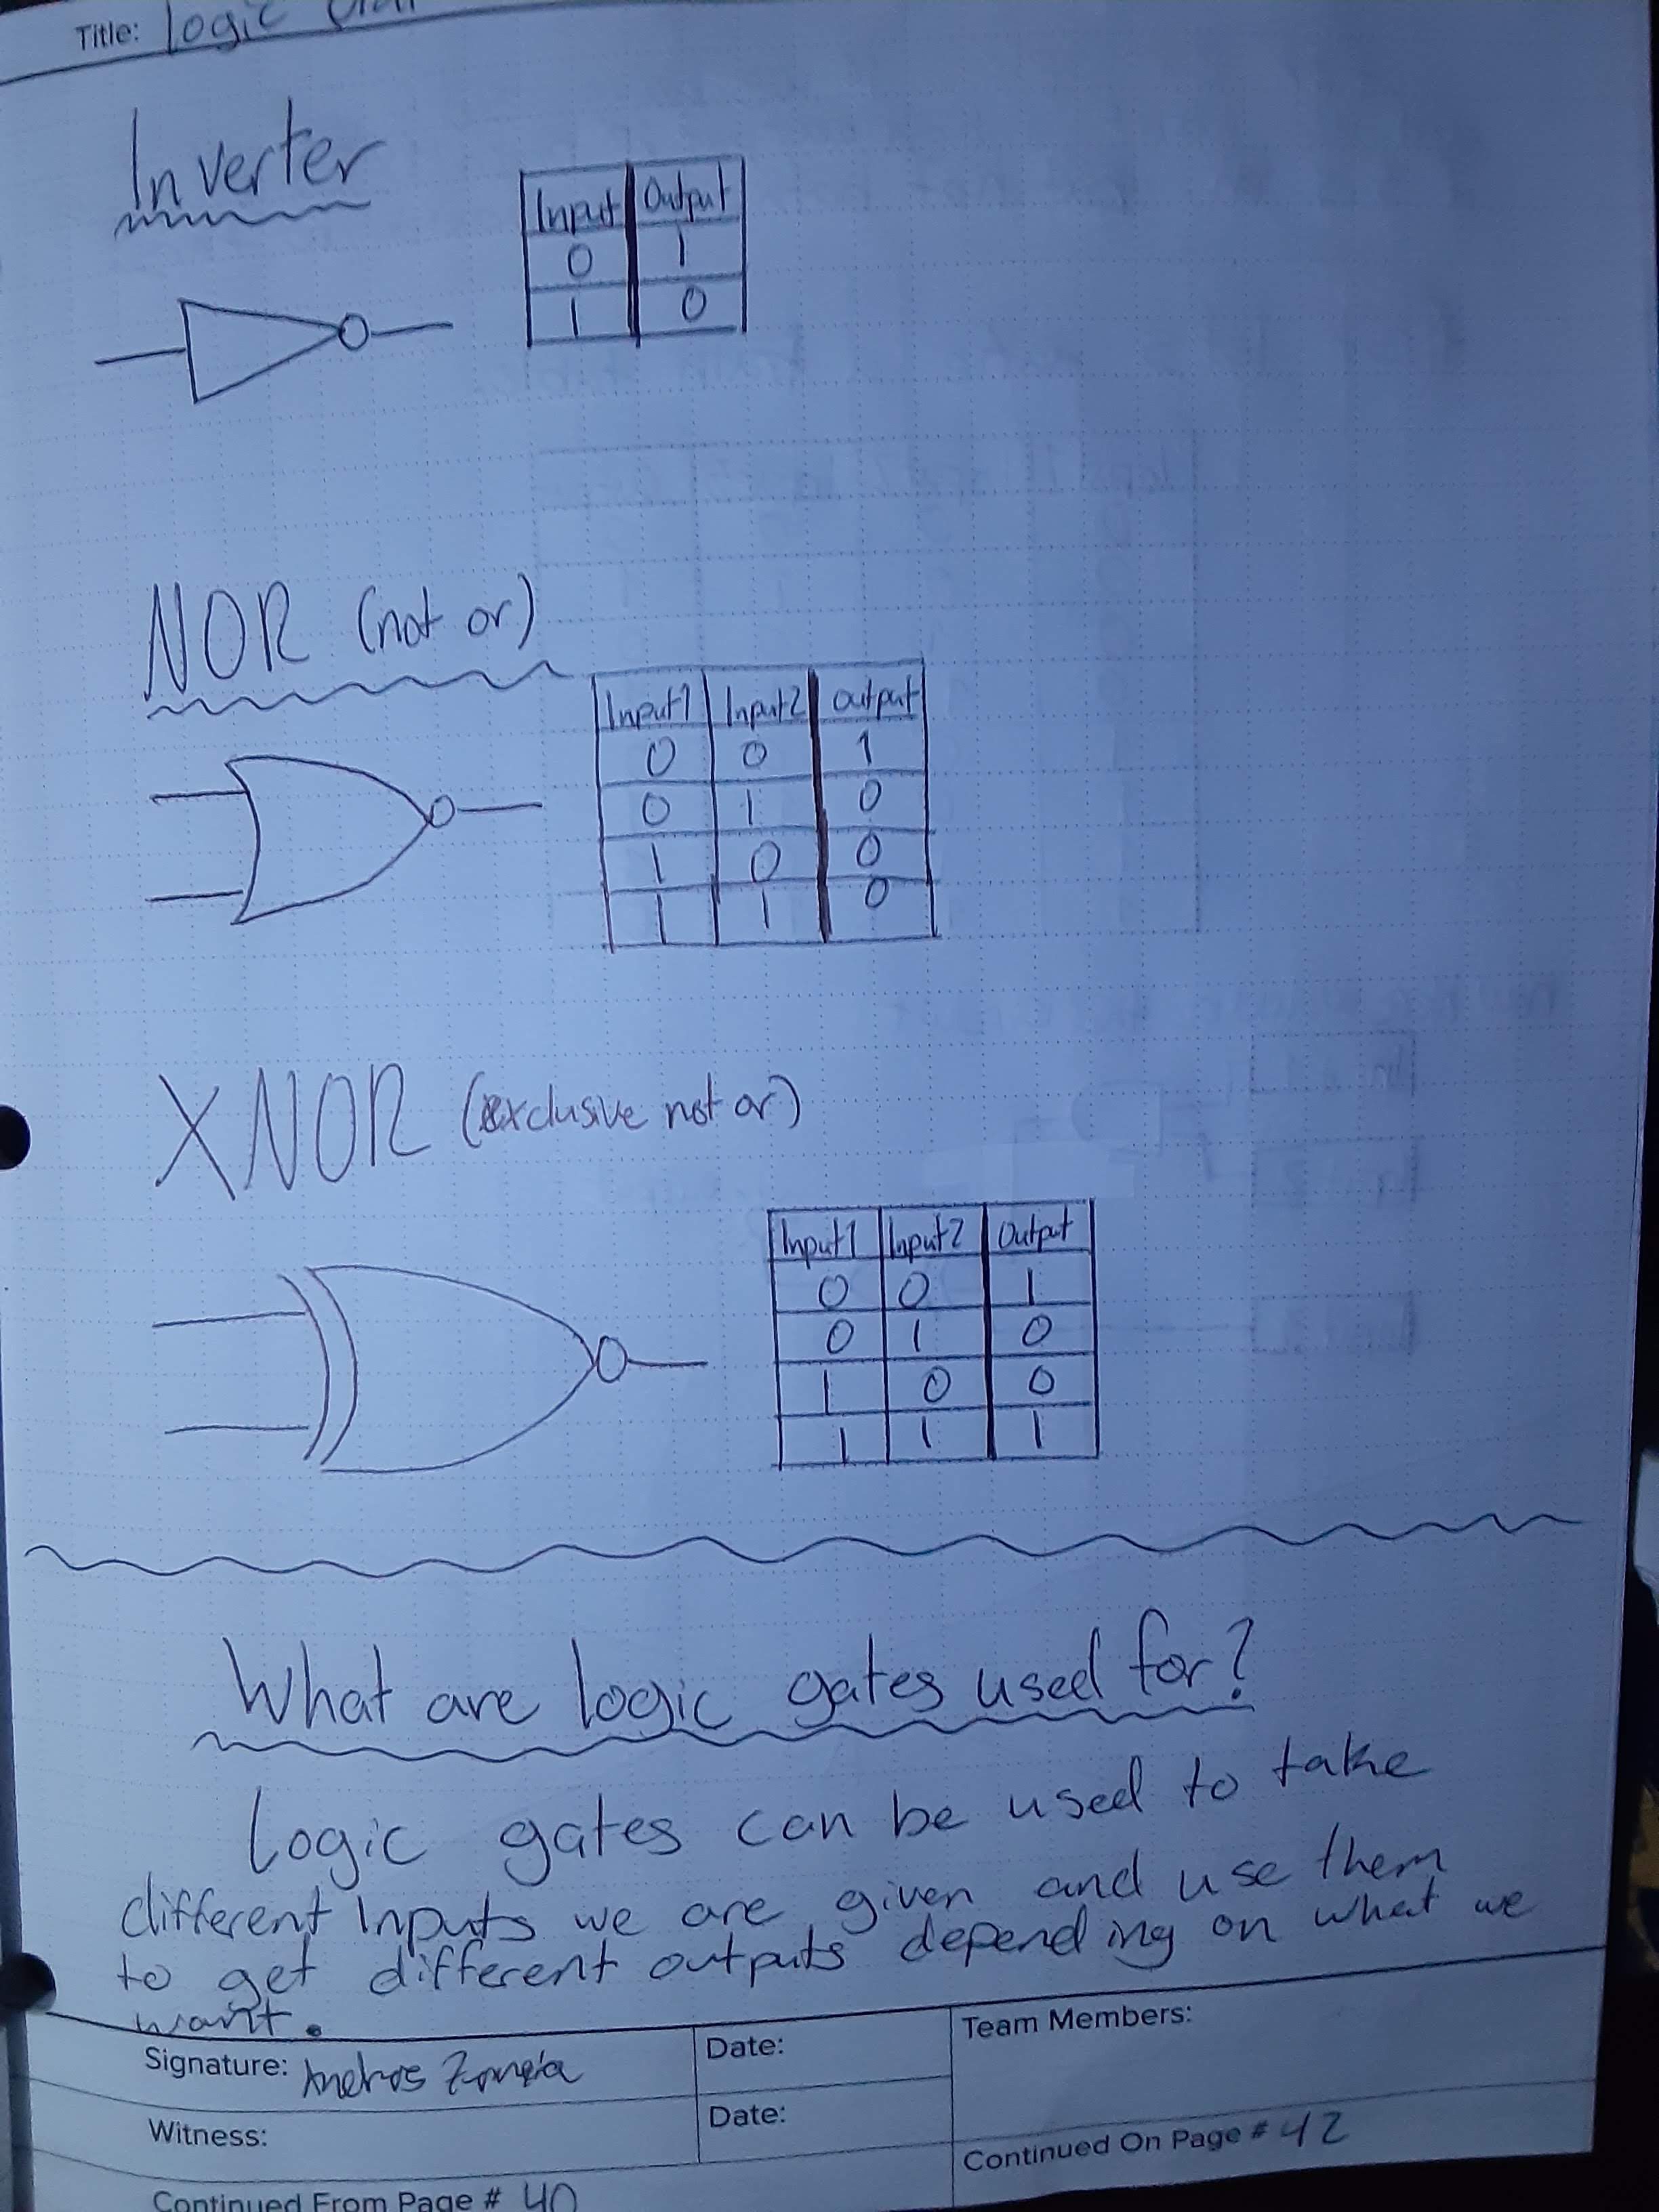 Title: logic
Inverter
Input Output
0 1
1 0
NOR (not or)
Input1 Input2 Output
0 0 1
0 1 0
1 0 0
1 1 0
XNOR (exclusive not or)
Input1 Input2 Output
0 0 1
0 1 0
1 0 0
1 1 1
What are logic gates used for?
Logic gates can be used to take
different Inputs we are given and use them
to get different outputs depending on what we
want.
Signature:
Date:
Team Members:
Witness:
Date:
Continued On Page # 42
Continued From Page # 40